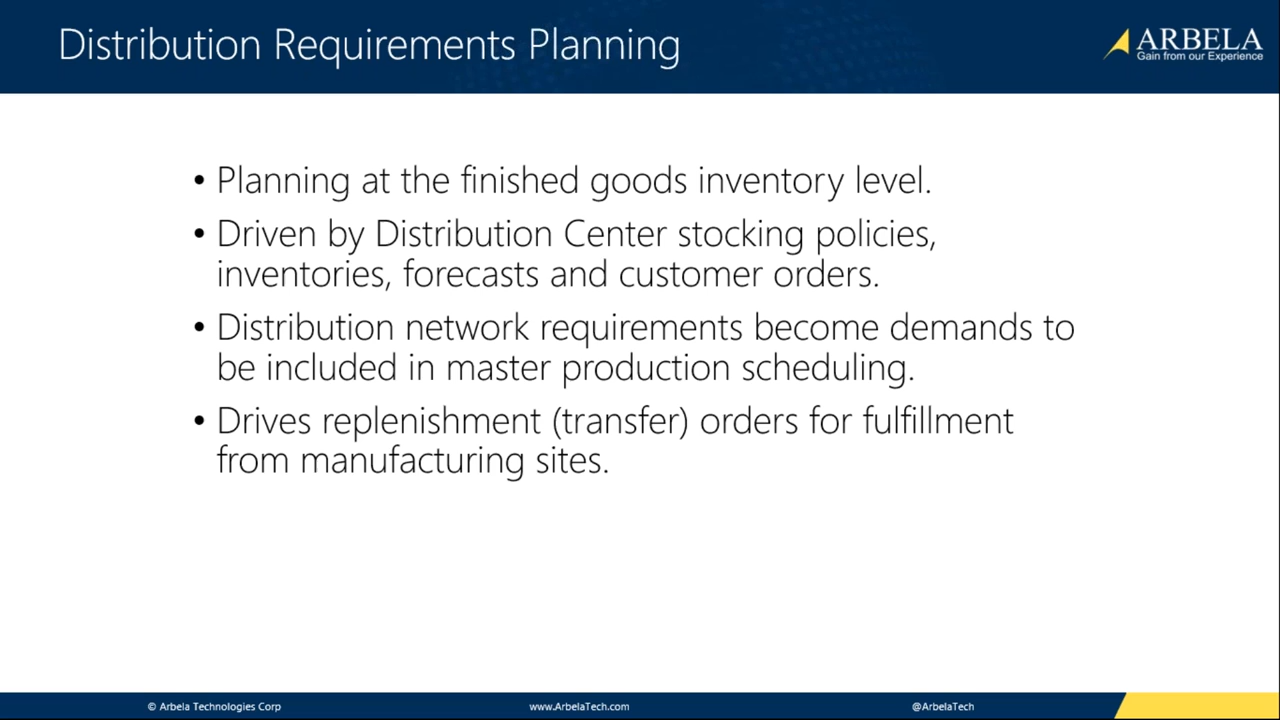 Distribution Requirements Planning
ARBELA
Gain from our Experience
• Planning at the finished goods inventory level.
• Driven by Distribution Center stocking policies,
inventories, forecasts and customer orders.
• Distribution network requirements become demands to
be included in master production scheduling.
• Drives replenishment (transfer) orders for fulfillment
from manufacturing sites.
© Arbela Technologies Corp
www.ArbelaTech.com
@ArbelaTech